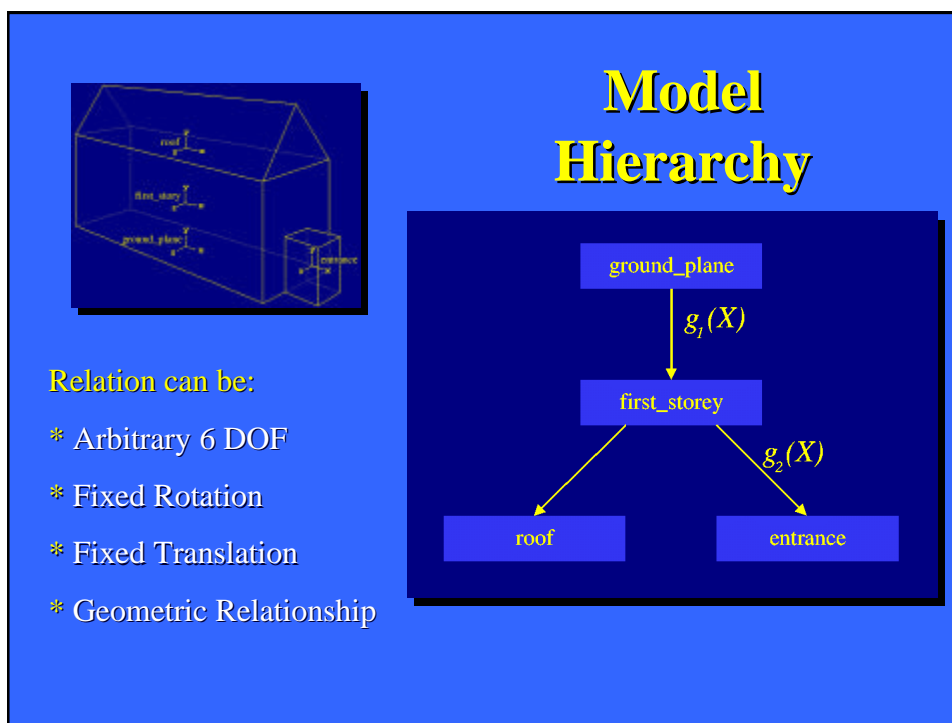 Model
Hierarchy
roof
first_story
ground_plane
entrance
ground_plane
g₁(X)
first_storey
g₂(X)
roof
entrance
Relation can be:
* Arbitrary 6 DOF
* Fixed Rotation
* Fixed Translation
* Geometric Relationship